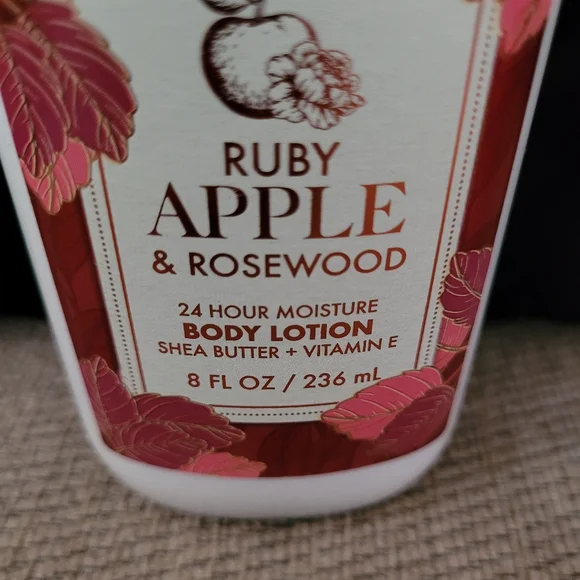 RUBY
APPLE
& ROSEWOOD
24 HOUR MOISTURE
BODY LOTION
SHEA BUTTER + VITAMIN E
8 FL OZ / 236 mL